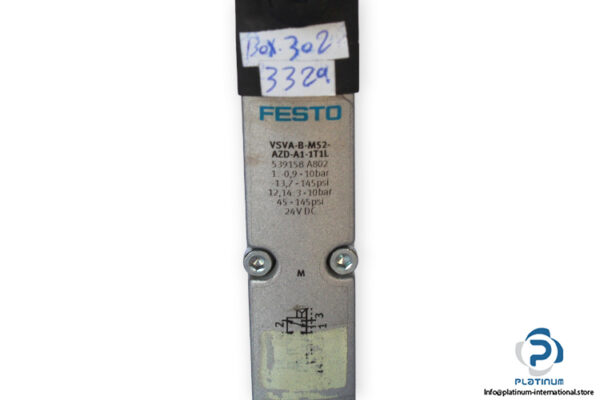 Box.302
3329
FESTO
VSVA-B-M52-
AZD-A1-1T1L
539158 A802
1: -0,9 - 10bar
-13,7 - 145psi
12,14: 3 - 10bar
45 - 145psi
24V DC
M
2
1 3
PLATINUM
Info@platinum-international.store